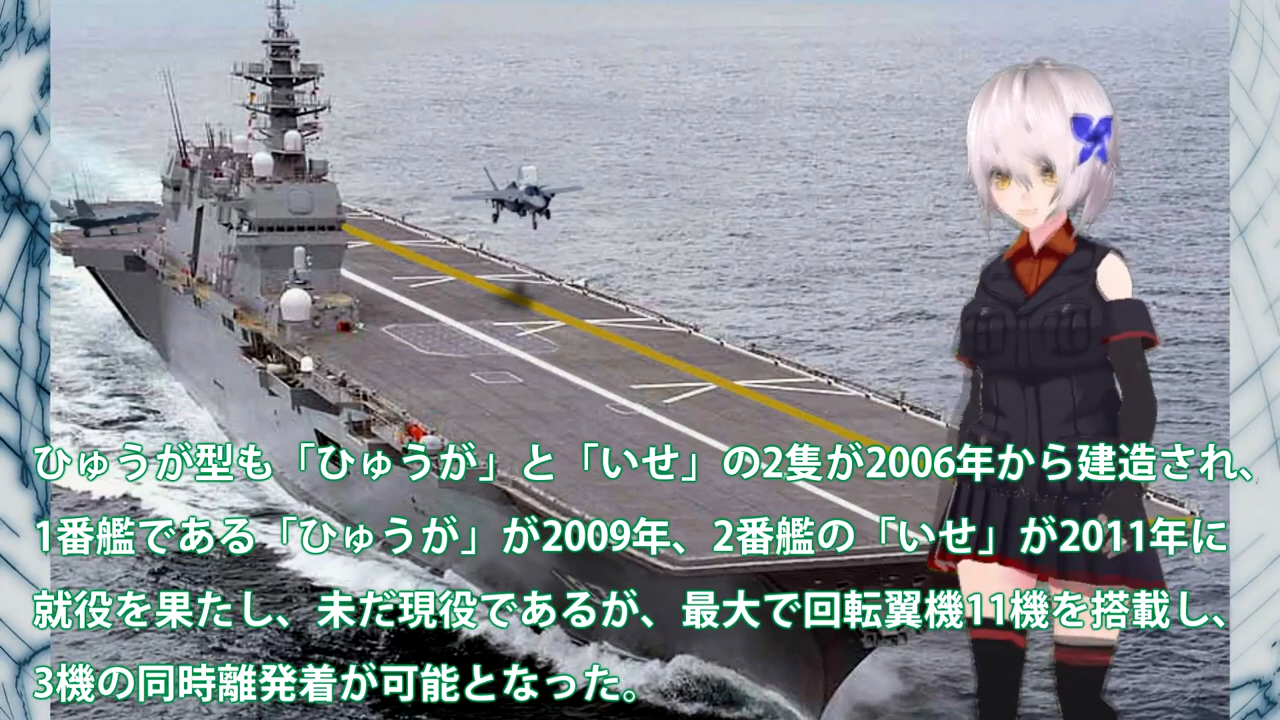 ひゅうが型も「ひゅうが」と「いせ」の2隻が2006年から建造され、
1番艦である「ひゅうが」が2009年、2番艦の「いせ」が2011年に
就役を果たし、未だ現役であるが、最大で回転翼機11機を搭載し、
3機の同時離発着が可能となった。